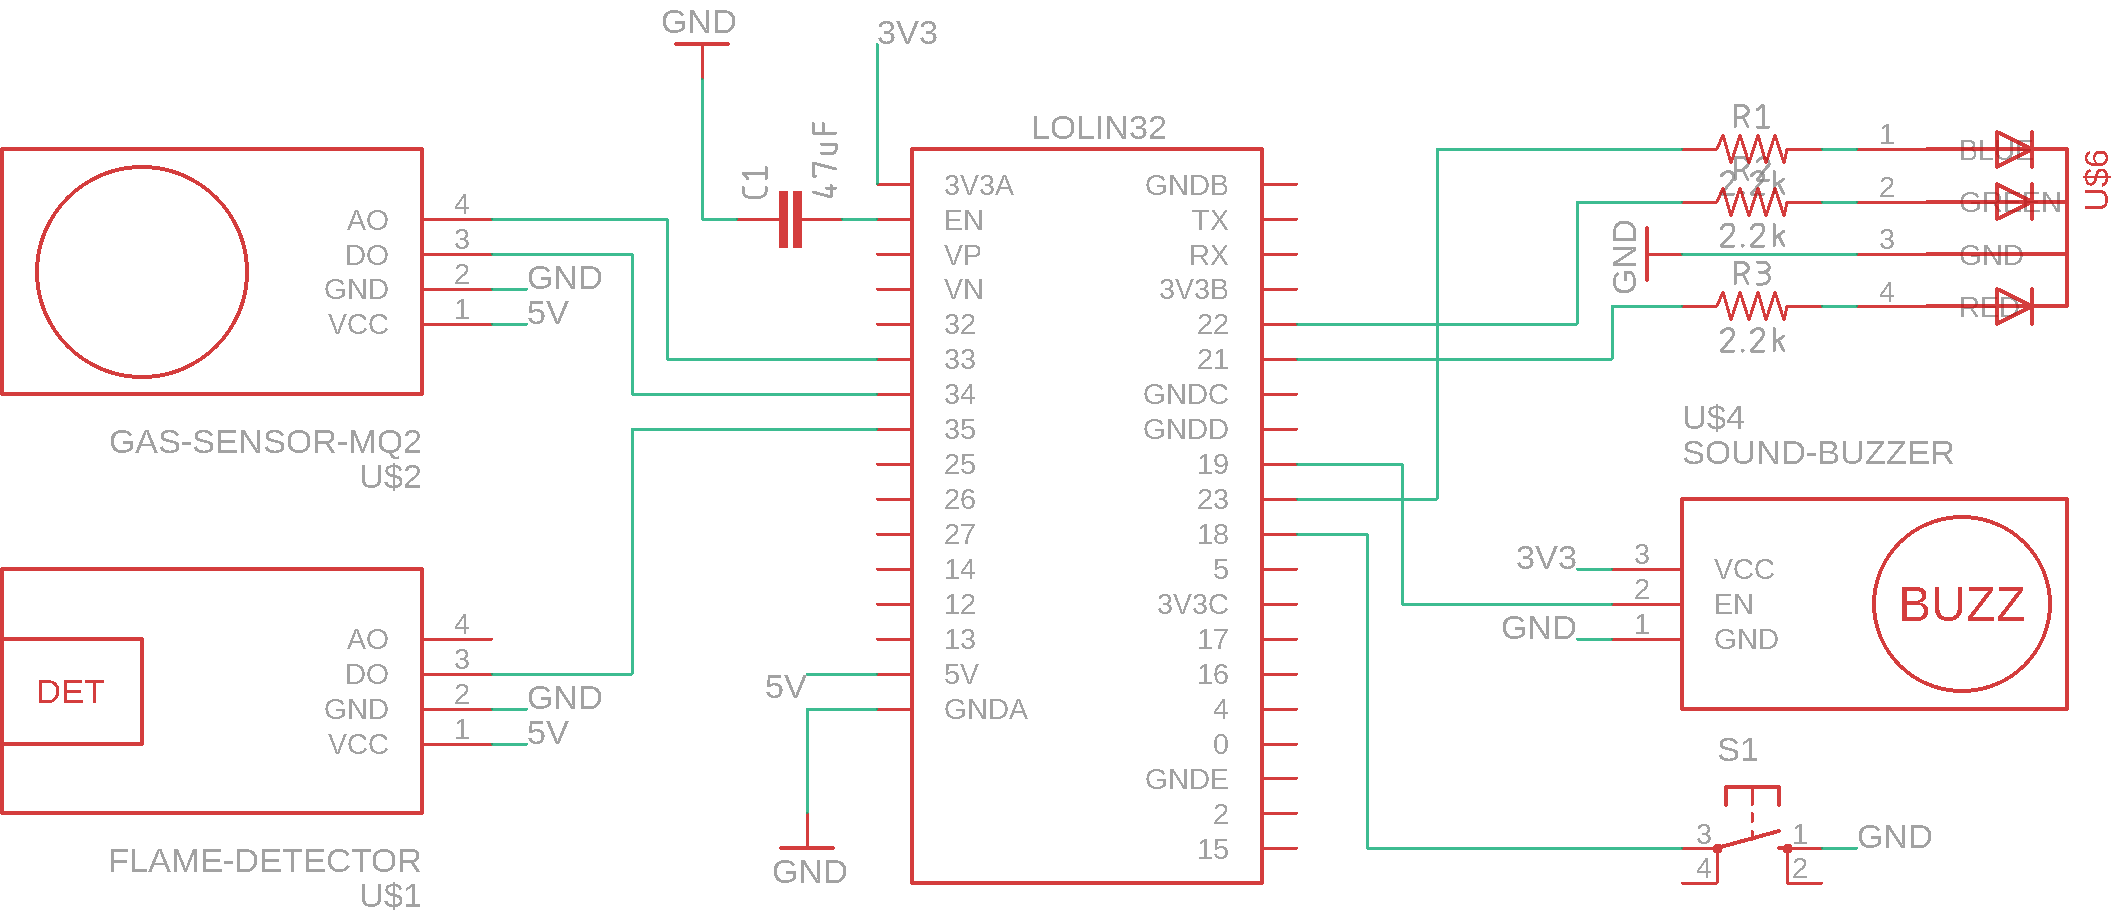 GND
3V3
LOLIN32
C1
47uF
4 AO
3 DO
2 GND GND
1 VCC 5V
GAS-SENSOR-MQ2
U$2
4 AO
3 DO
2 GND GND
1 VCC 5V
DET
FLAME-DETECTOR
U$1
5V
GND
3V3A GNDB
EN TX
VP RX
VN 3V3B
32 22
33 21
34 GNDC
35 GNDD
25 19
26 23
27 18
14 5
12 3V3C
13 17
5V 16
GNDA 4
0
GNDE
2
15
R1
2.2k
1 BLUE
R2
2.2k
2 GREEN
GND 3 GND
R3
2.2k
4 RED
U$6
U$4
SOUND-BUZZER
3V3 3 VCC
2 EN
GND 1 GND
BUZZ
S1
3 1 GND
4 2